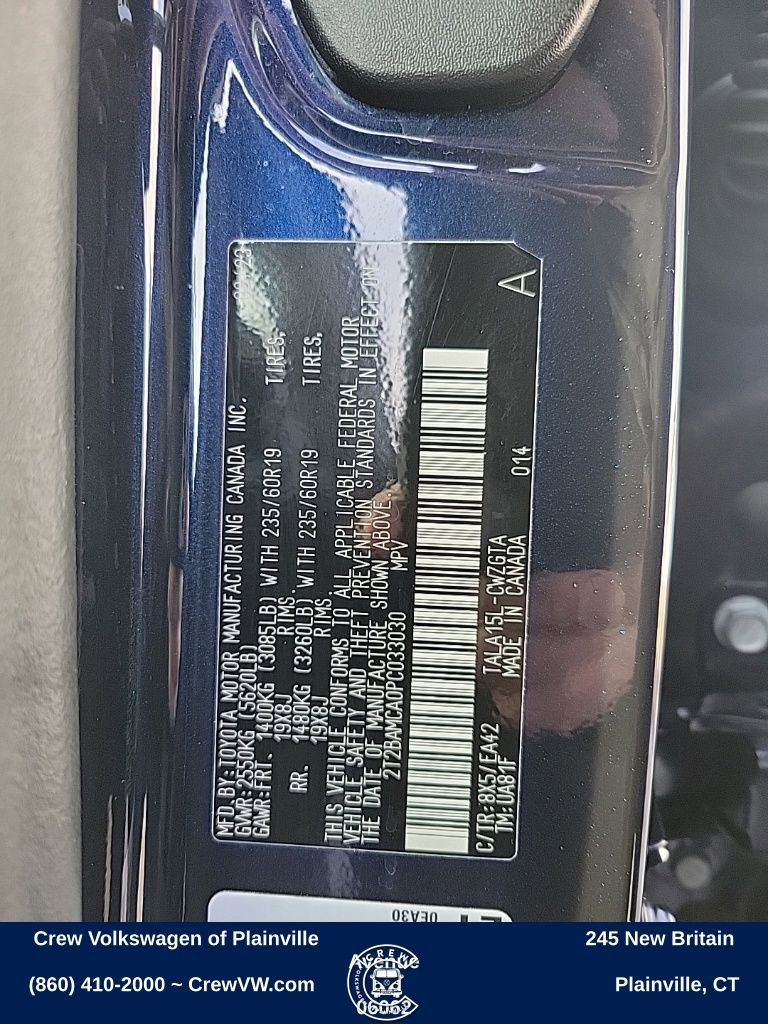 MFD.BY:TOYOTA MOTOR MANUFACTURING CANADA INC.
GVWR:2550KG (5620LB)
GAWR:FRT. 1400KG (3085LB) WITH 235/60R19 TIRES,
19X8J RIMS,
RR. 1480KG (3260LB) WITH 235/60R19 TIRES,
19X8J RIMS.
THIS VEHICLE CONFORMS TO ALL APPLICABLE FEDERAL MOTOR
VEHICLE SAFETY AND THEFT PREVENTION STANDARDS IN EFFECT ON
THE DATE OF MANUFACTURE SHOWN ABOVE.
2T2BAMCA0PC033030 MPV
C/TR:8X5/EA42 TALA15L-CWZGTA
TM:UA81F MADE IN CANADA 014
A
0EA30
Crew Volkswagen of Plainville
245 New Britain
Avenue
(860) 410-2000 ~ CrewVW.com
Plainville, CT
06062
CREW